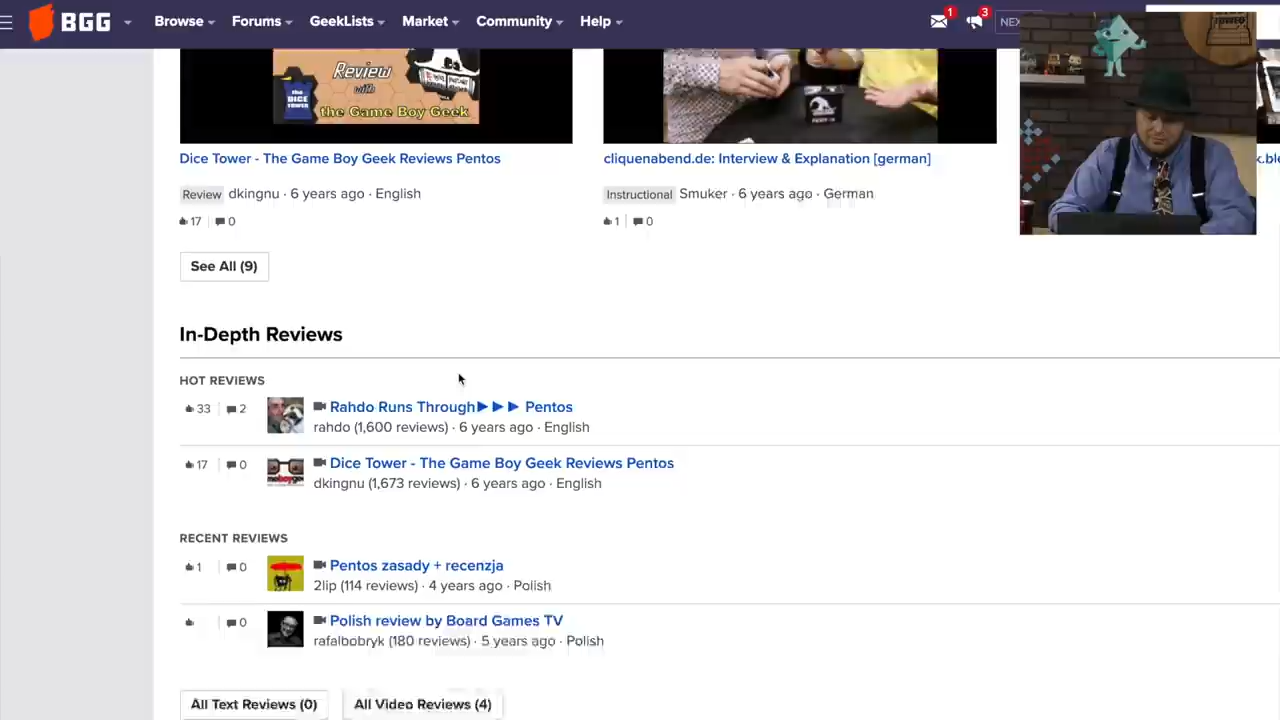 BGG Browse Forums GeekLists Market Community Help 1 3 NEX
Review
with
the DICE TOWER
the Game Boy Geek
Dice Tower - The Game Boy Geek Reviews Pentos
cliquenabend.de: Interview & Explanation [german]
k.ble
Review dkingnu · 6 years ago · English
Instructional Smuker · 6 years ago · German
17 0
1 0
See All (9)
In-Depth Reviews
HOT REVIEWS
33 2 Rahdo Runs Through►►► Pentos
rahdo (1,600 reviews) · 6 years ago · English
17 0 Dice Tower - The Game Boy Geek Reviews Pentos
dkingnu (1,673 reviews) · 6 years ago · English
RECENT REVIEWS
1 0 Pentos zasady + recenzja
2lip (114 reviews) · 4 years ago · Polish
0 Polish review by Board Games TV
rafalbobryk (180 reviews) · 5 years ago · Polish
All Text Reviews (0) All Video Reviews (4)